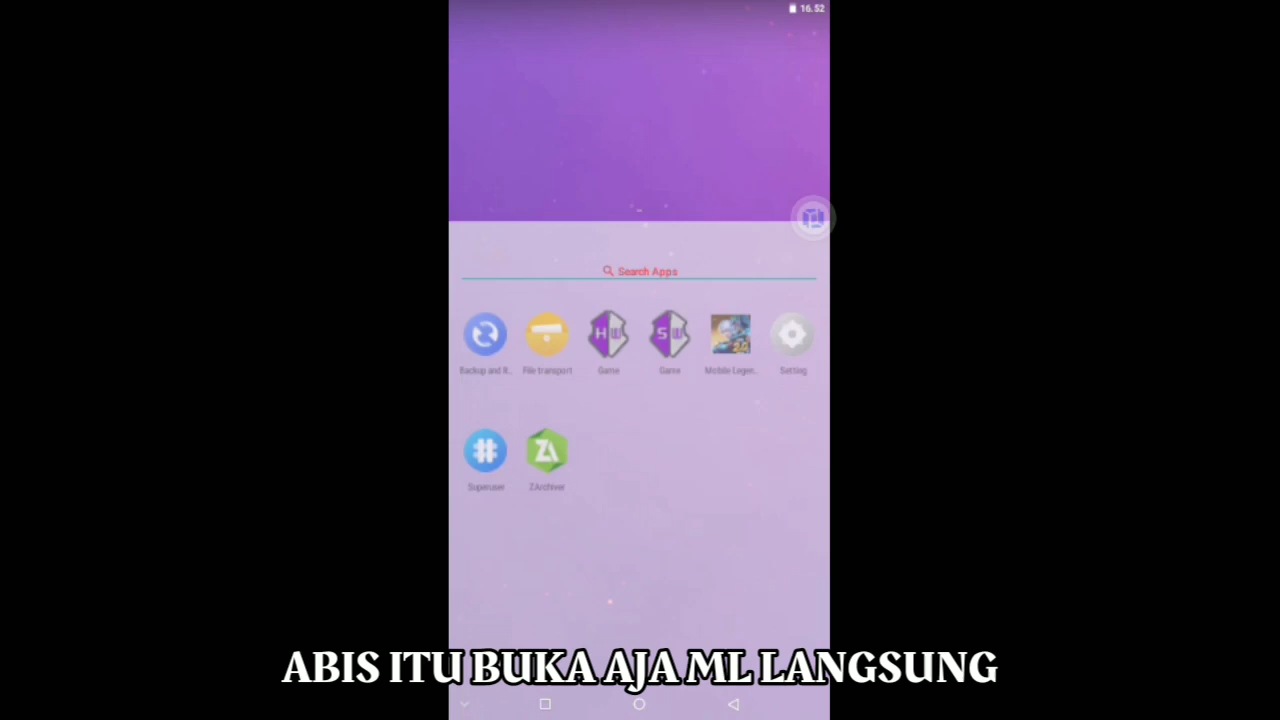 16.52
Search Apps
Backup and R..
File transport
Game
Game
Mobile Legen..
Setting
Superuser
ZArchiver
ABIS ITU BUKA AJA ML LANGSUNG